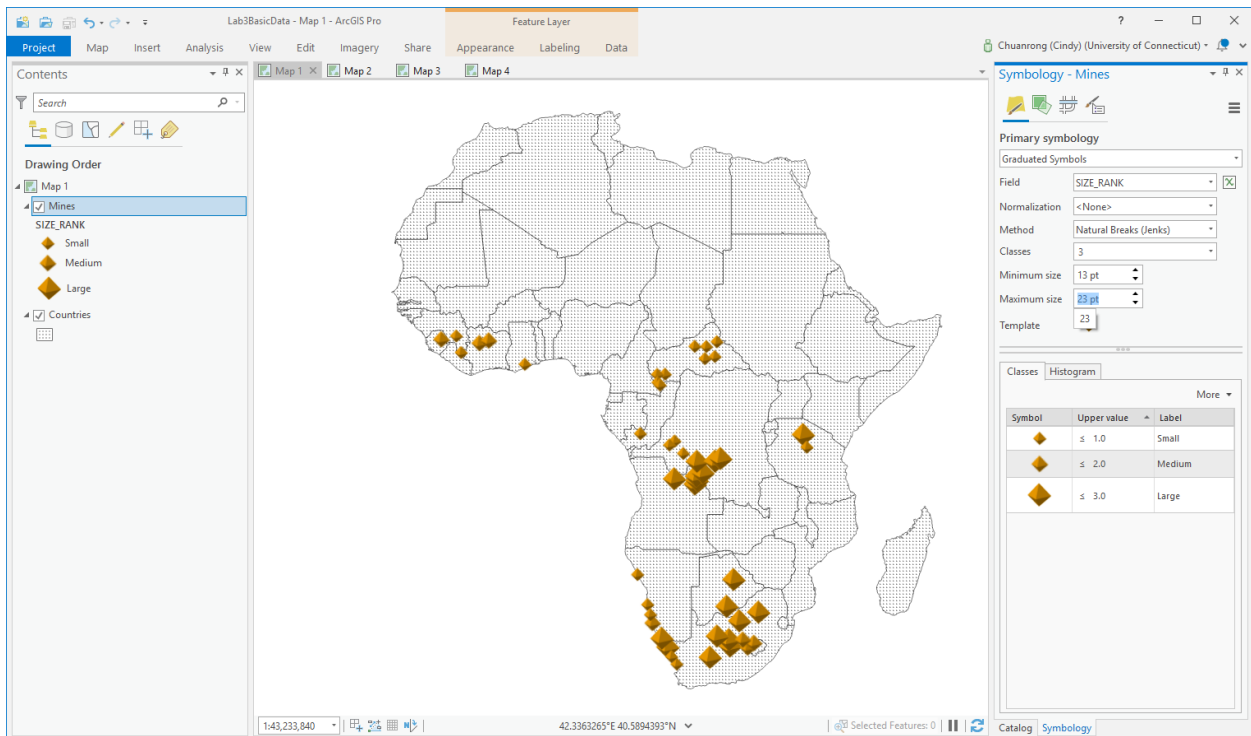 Lab3BasicData - Map 1 - ArcGIS Pro
Feature Layer
?
Project Map Insert Analysis View Edit Imagery Share Appearance Labeling Data
Chuanrong (Cindy) (University of Connecticut)
Contents
Search
Drawing Order
Map 1
Mines
SIZE_RANK
Small
Medium
Large
Countries
Map 1 Map 2 Map 3 Map 4
1:43,233,840
42.3363265°E 40.5894393°N
Selected Features: 0
Symbology - Mines
Primary symbology
Graduated Symbols
Field SIZE_RANK
Normalization <None>
Method Natural Breaks (Jenks)
Classes 3
Minimum size 13 pt
Maximum size 23 pt
23
Template
Classes Histogram
More
Symbol Upper value Label
≤ 1.0 Small
≤ 2.0 Medium
≤ 3.0 Large
Catalog Symbology